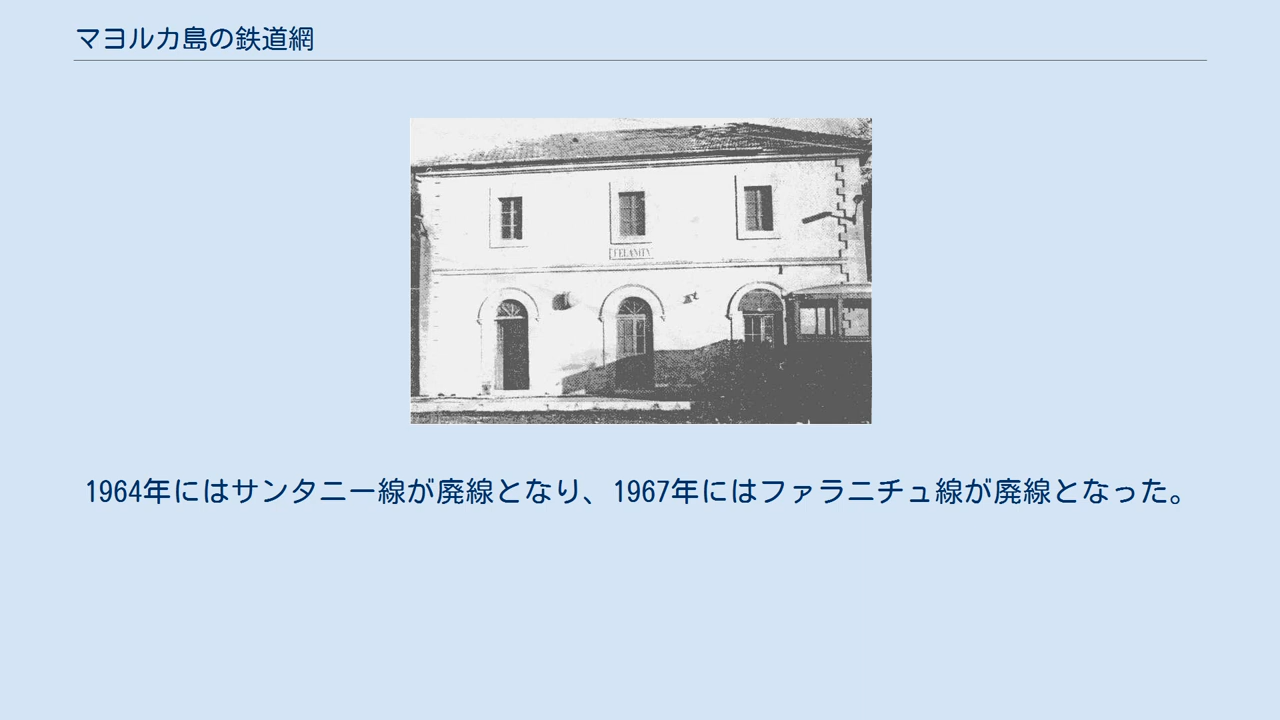 マヨルカ島の鉄道網
FELANITX
1964年にはサンタニー線が廃線となり、1967年にはファラニチュ線が廃線となった。